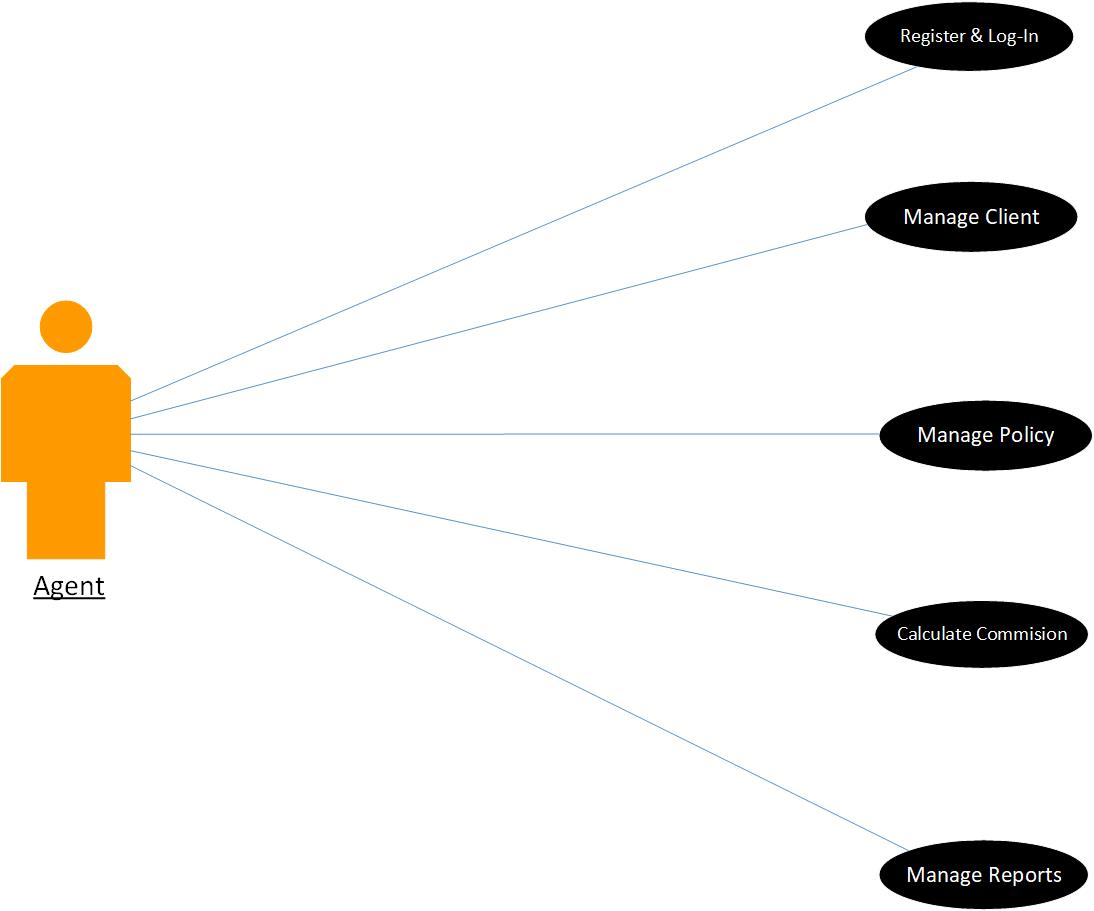 Register & Log-In
Manage Client
Manage Policy
Agent
Calculate Commision
Manage Reports